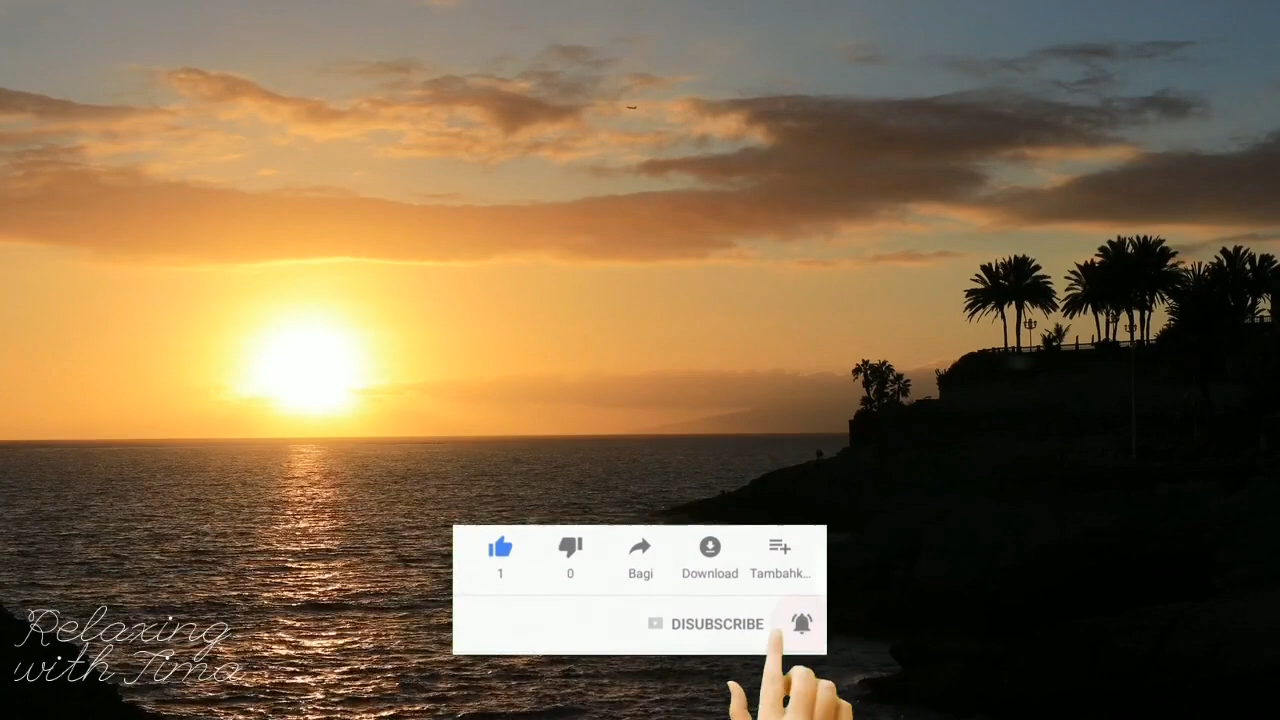 1
0
Bagi
Download
Tambahk...
DISUBSCRIBE
Relaxing
with Tima